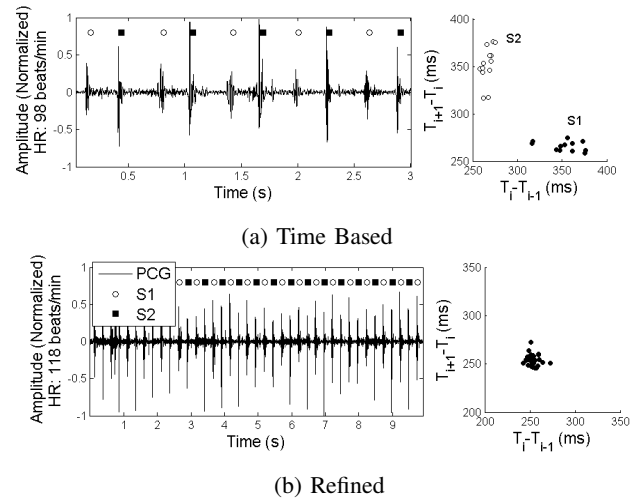 Amplitude (Normalized)
HR: 98 beats/min
1
0.5
0
-0.5
-1
0.5
1
1.5
2
2.5
3
Time (s)
T_{i+1}-T_i (ms)
400
350
300
250
S2
S1
300
350
400
T_i-T_{i-1} (ms)
(a) Time Based
Amplitude (Normalized)
HR: 118 beats/min
1
0.5
0
-0.5
-1
PCG
S1
S2
1
2
3
4
5
6
7
8
9
Time (s)
T_{i+1}-T_i (ms)
350
300
250
200
200
250
300
350
T_i-T_{i-1} (ms)
(b) Refined